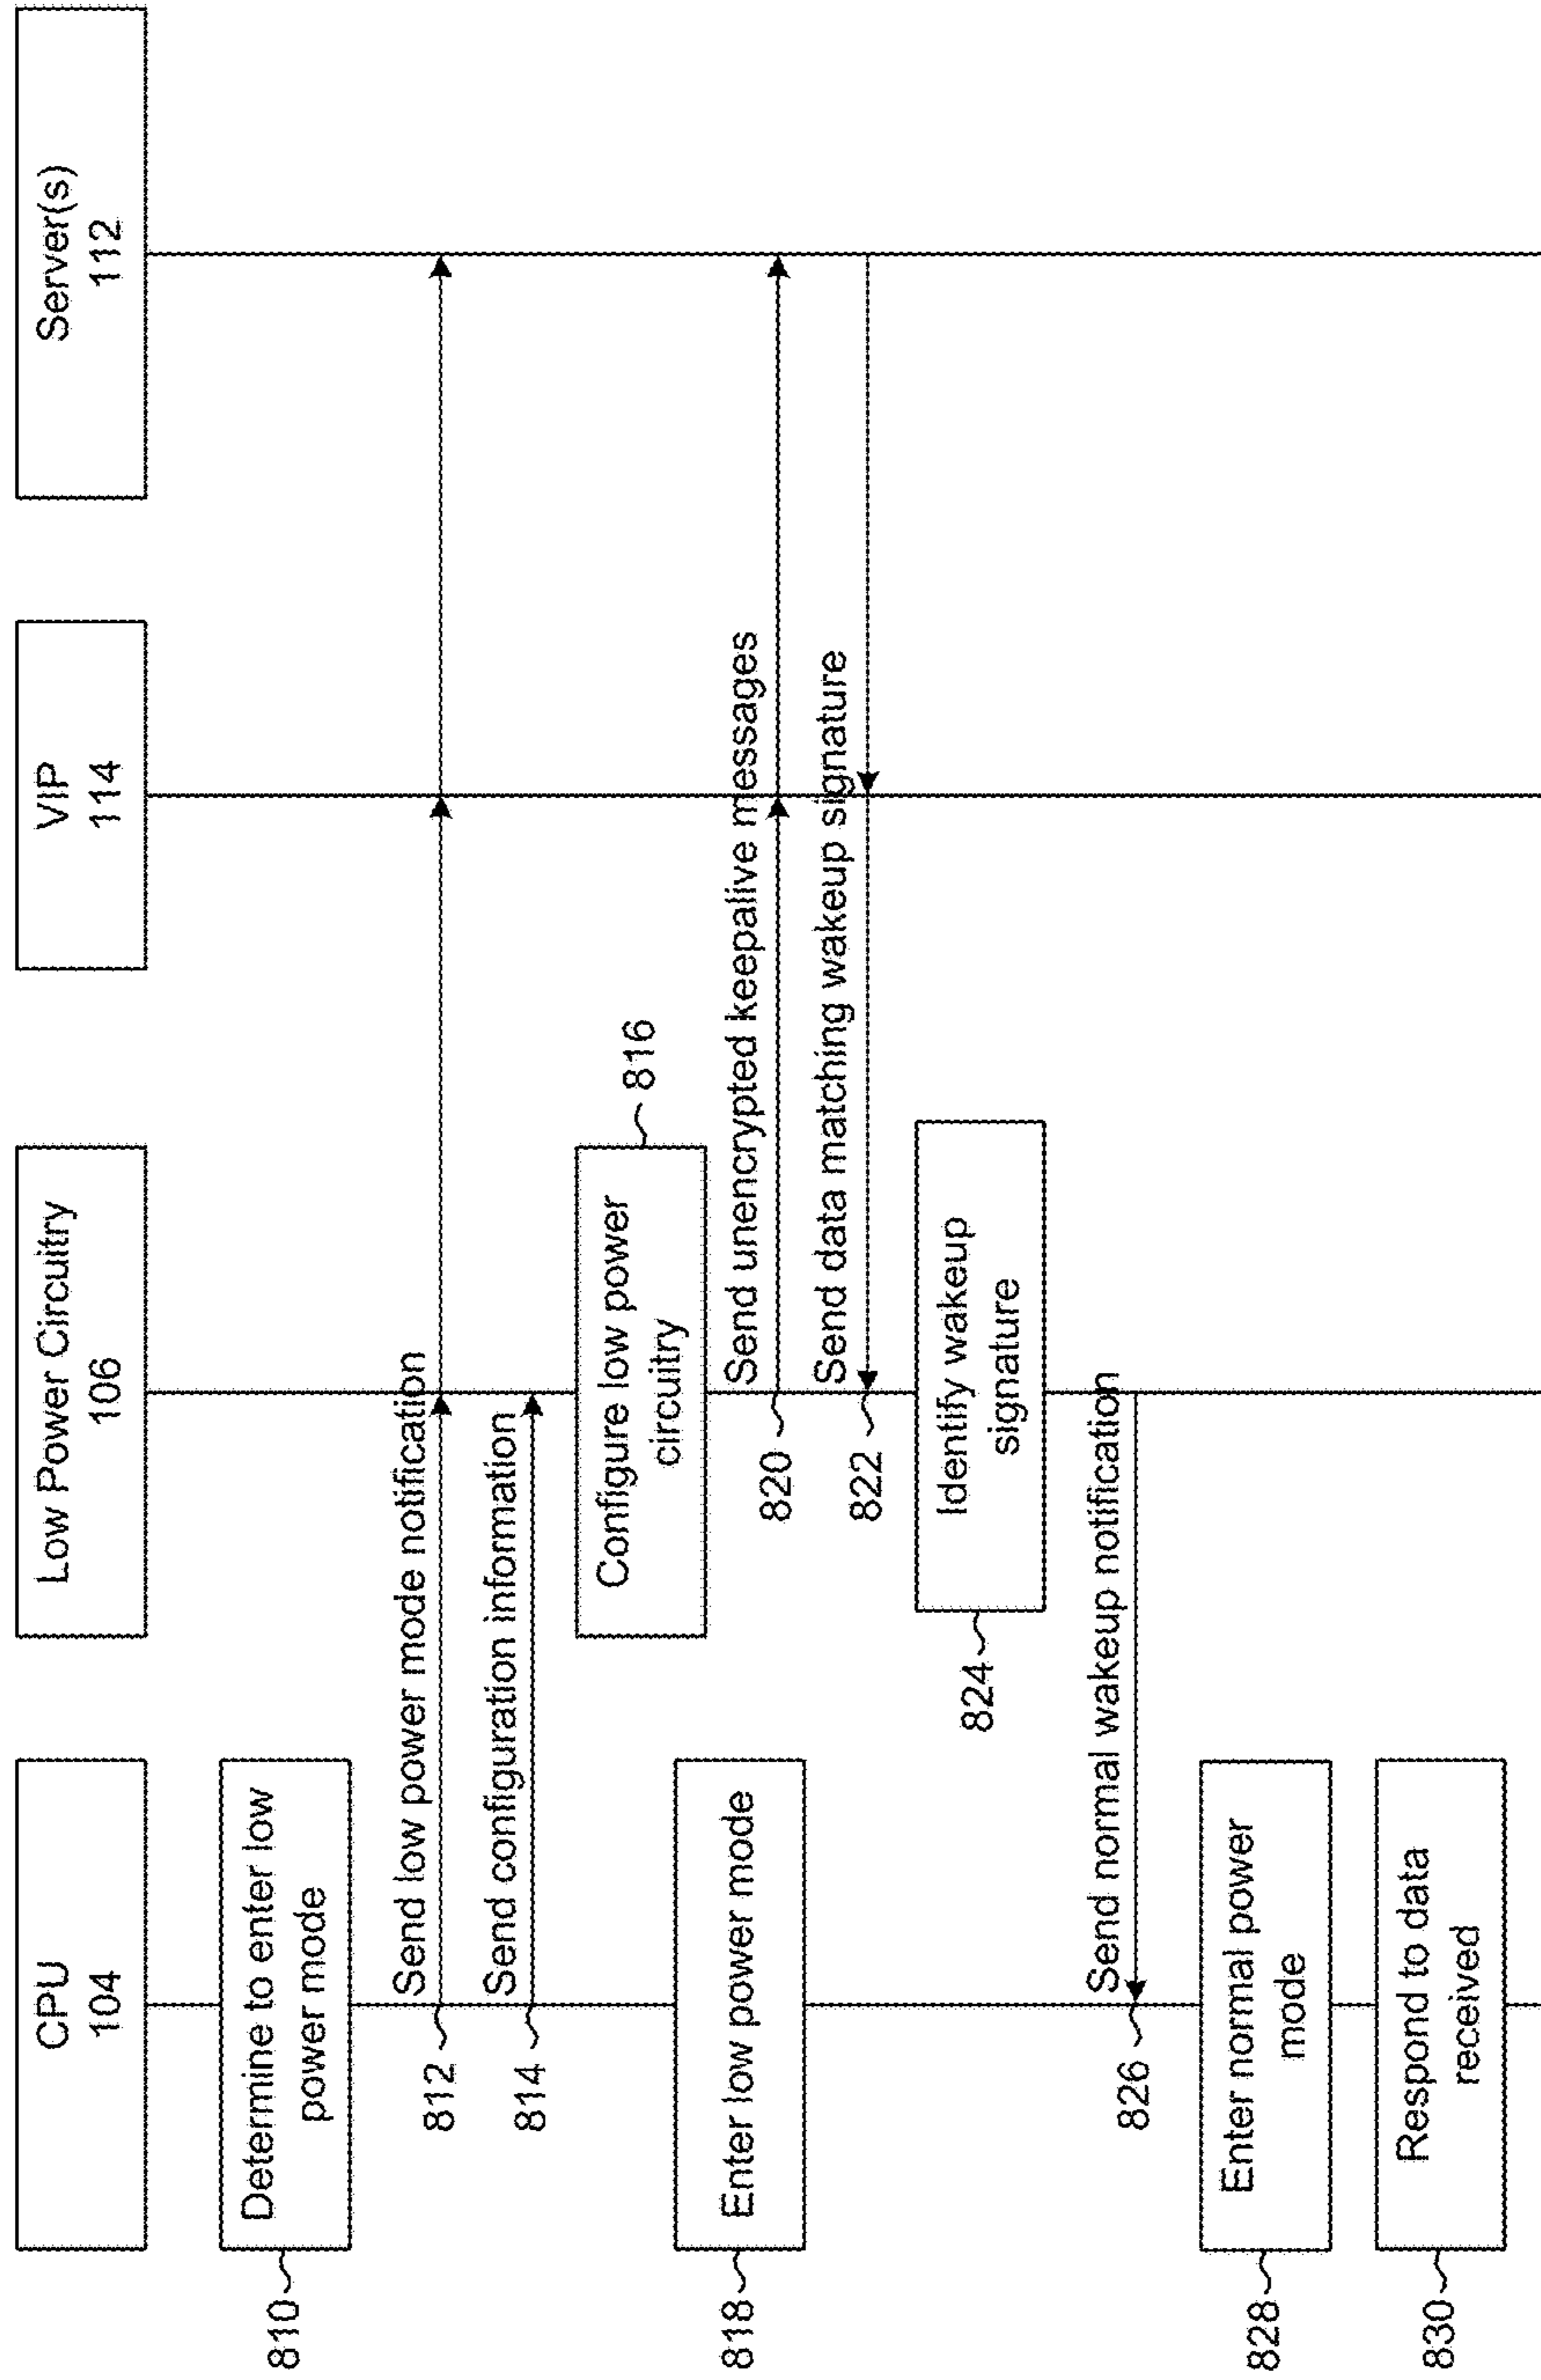 CPU
104
Low Power Circuitry
106
VIP
114
Server(s)
112
810
Determine to enter low
power mode
Send low power mode notification
812
Send configuration information
814
Configure low power
circuitry
816
818
Enter low power mode
Send unencrypted keepalive messages
820
Send data matching wakeup signature
822
Identify wakeup
signature
824
Send normal wakeup notification
826
828
Enter normal power
mode
830
Respond to data
received